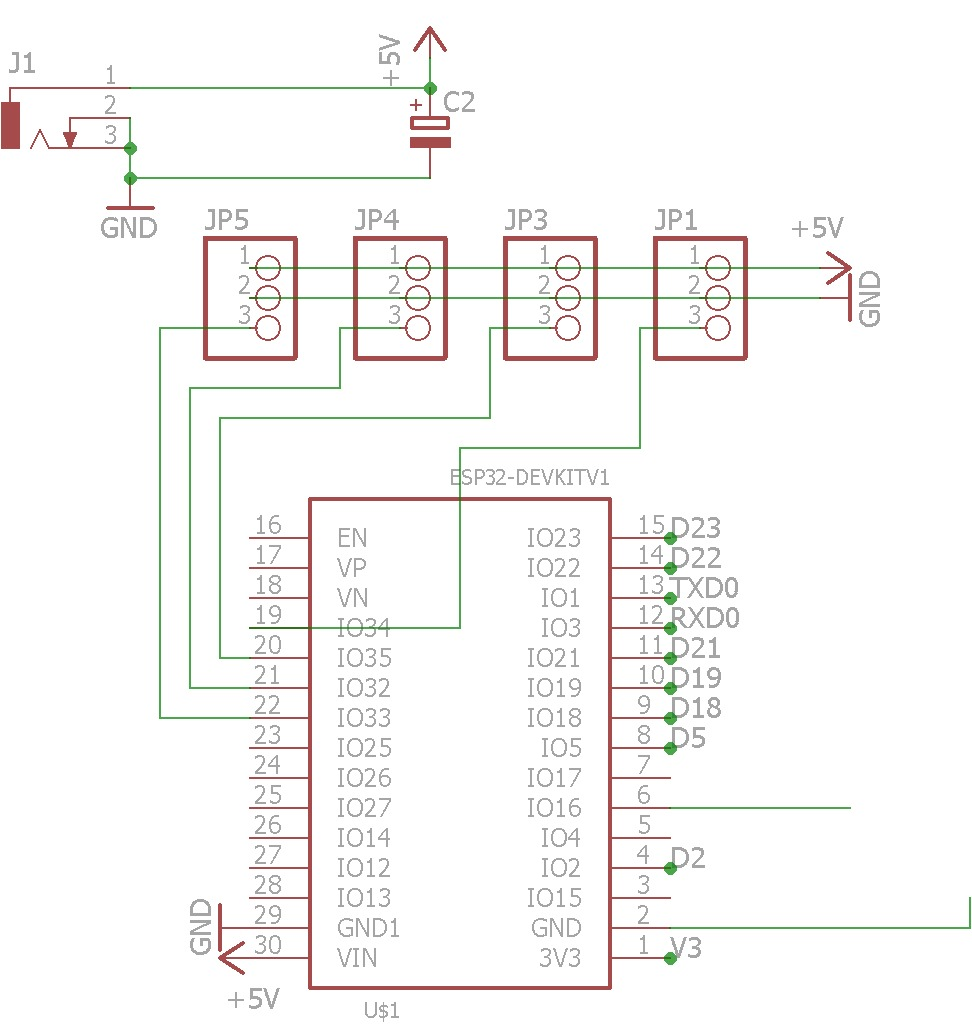 J1
1
2
3
+5V
+
C2
GND
JP5
JP4
JP3
JP1
1
2
3
1
2
3
1
2
3
1
2
3
+5V
GND
ESP32-DEVKITV1
16 EN IO23 15 D23
17 VP IO22 14 D22
18 VN IO1 13 TXD0
19 IO34 IO3 12 RXD0
20 IO35 IO21 11 D21
21 IO32 IO19 10 D19
22 IO33 IO18 9 D18
23 IO25 IO5 8 D5
24 IO26 IO17 7
25 IO27 IO16 6
26 IO14 IO4 5
27 IO12 IO2 4 D2
28 IO13 IO15 3
GND 29 GND1 GND 2
30 VIN 3V3 1 V3
+5V
U$1